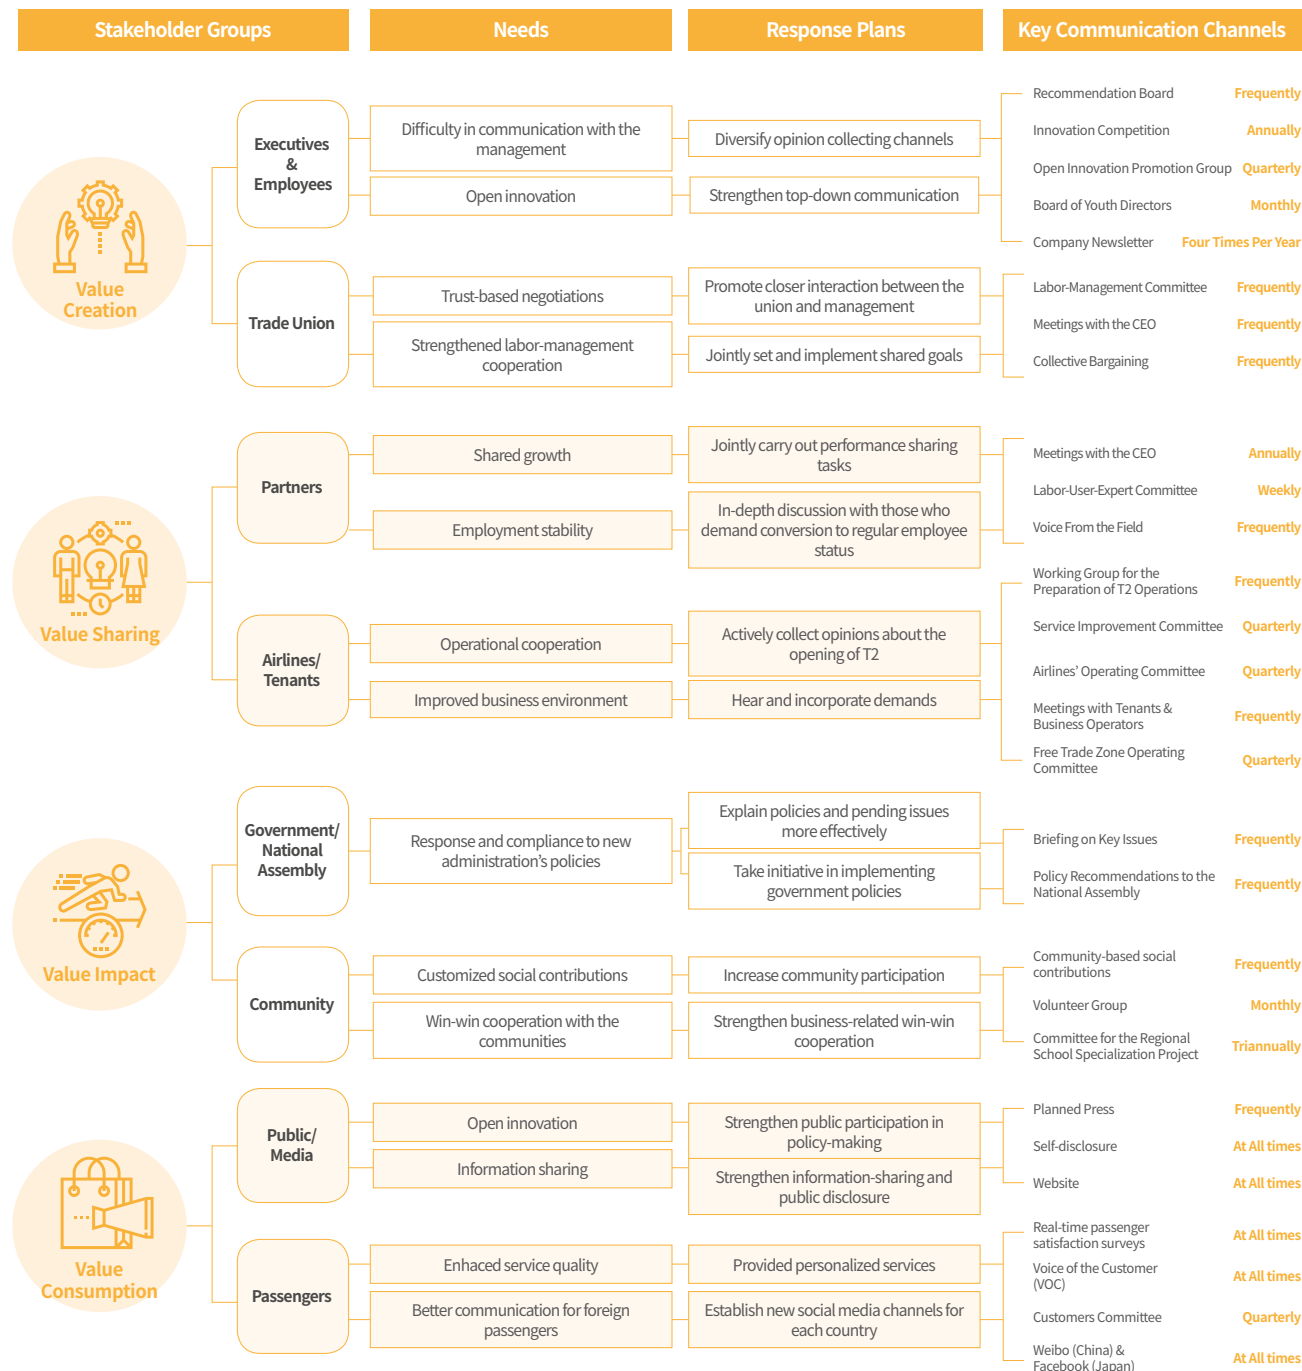 Stakeholder Groups
Needs
Response Plans
Key Communication Channels
Value
Creation
Executives
&
Employees
Difficulty in communication with the
management
Diversify opinion collecting channels
Open innovation
Strengthen top-down communication
Recommendation Board Frequently
Innovation Competition Annually
Open Innovation Promotion Group Quarterly
Board of Youth Directors Monthly
Company Newsletter Four Times Per Year
Trade Union
Trust-based negotiations
Promote closer interaction between the
union and management
Strengthened labor-management
cooperation
Jointly set and implement shared goals
Labor-Management Committee Frequently
Meetings with the CEO Frequently
Collective Bargaining Frequently
Value Sharing
Partners
Shared growth
Jointly carry out performance sharing
tasks
Employment stability
In-depth discussion with those who
demand conversion to regular employee
status
Meetings with the CEO Annually
Labor-User-Expert Committee Weekly
Voice From the Field Frequently
Airlines/
Tenants
Operational cooperation
Actively collect opinions about the
opening of T2
Improved business environment
Hear and incorporate demands
Working Group for the
Preparation of T2 Operations Frequently
Service Improvement Committee Quarterly
Airlines' Operating Committee Quarterly
Meetings with Tenants &
Business Operators Frequently
Free Trade Zone Operating
Committee Quarterly
Value Impact
Government/
National
Assembly
Response and compliance to new
administration's policies
Explain policies and pending issues
more effectively
Take initiative in implementing
government policies
Briefing on Key Issues Frequently
Policy Recommendations to the
National Assembly Frequently
Community
Customized social contributions
Increase community participation
Win-win cooperation with the
communities
Strengthen business-related win-win
cooperation
Community-based social
contributions Frequently
Volunteer Group Monthly
Committee for the Regional
School Specialization Project Triannually
Value
Consumption
Public/
Media
Open innovation
Strengthen public participation in
policy-making
Information sharing
Strengthen information-sharing and
public disclosure
Planned Press Frequently
Self-disclosure At All times
Website At All times
Passengers
Enhaced service quality
Provided personalized services
Better communication for foreign
passengers
Establish new social media channels for
each country
Real-time passenger
satisfaction surveys At All times
Voice of the Customer
(VOC) At All times
Customers Committee Quarterly
Weibo (China) &
Facebook (Japan) At All times